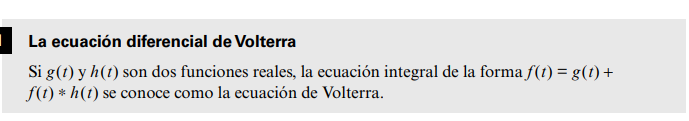 La ecuación diferencial de Volterra
Si g(t) y h(t) son dos funciones reales, la ecuación integral de la forma f(t) = g(t) +
f(t) * h(t) se conoce como la ecuación de Volterra.